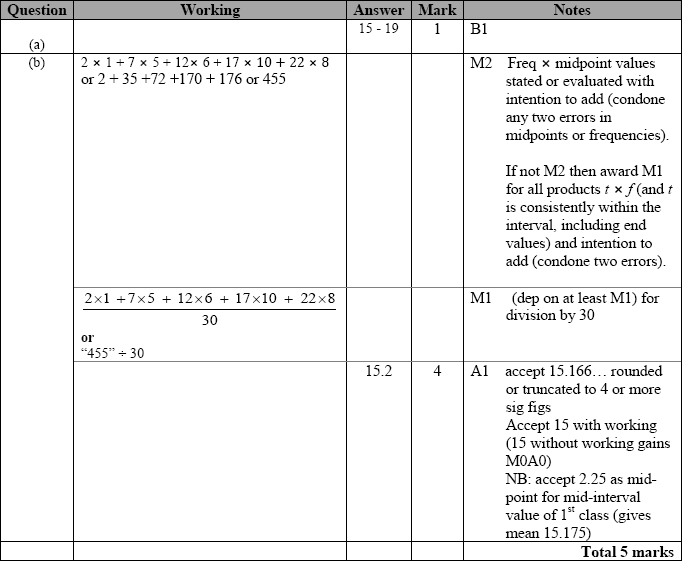 Question Working Answer Mark Notes
(a) 15 - 19 1 B1
(b) 2 × 1 + 7 × 5 + 12× 6 + 17 × 10 + 22 × 8
or 2 + 35 +72 +170 + 176 or 455
M2 Freq × midpoint values
stated or evaluated with
intention to add (condone
any two errors in
midpoints or frequencies).
If not M2 then award M1
for all products t × f (and t
is consistently within the
interval, including end
values) and intention to
add (condone two errors).
2×1 +7×5 + 12×6 + 17×10 + 22×8
30
or
“455” ÷ 30
M1 (dep on at least M1) for
division by 30
15.2 4 A1 accept 15.166… rounded
or truncated to 4 or more
sig figs
Accept 15 with working
(15 without working gains
M0A0)
NB: accept 2.25 as mid-
point for mid-interval
value of 1st class (gives
mean 15.175)
Total 5 marks